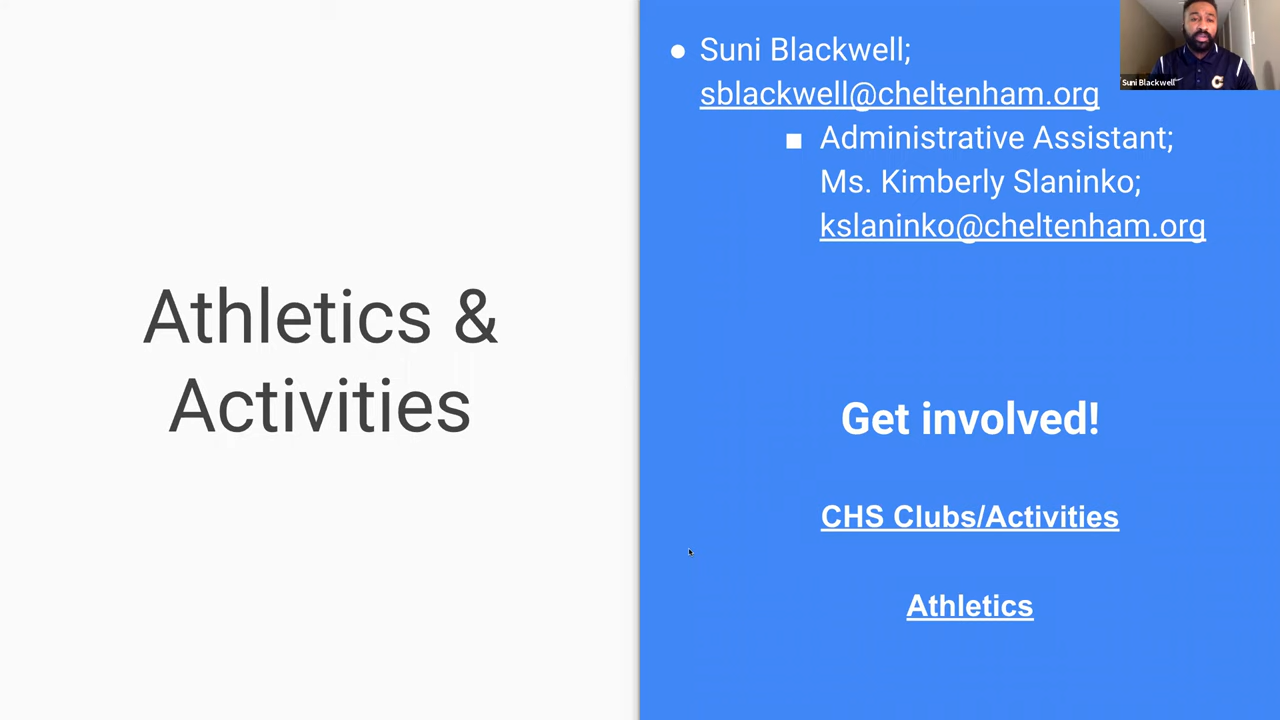 Athletics &
Activities
● Suni Blackwell;
sblackwell@cheltenham.org
■ Administrative Assistant;
Ms. Kimberly Slaninko;
kslaninko@cheltenham.org
Get involved!
CHS Clubs/Activities
Athletics
Suni Blackwell
C